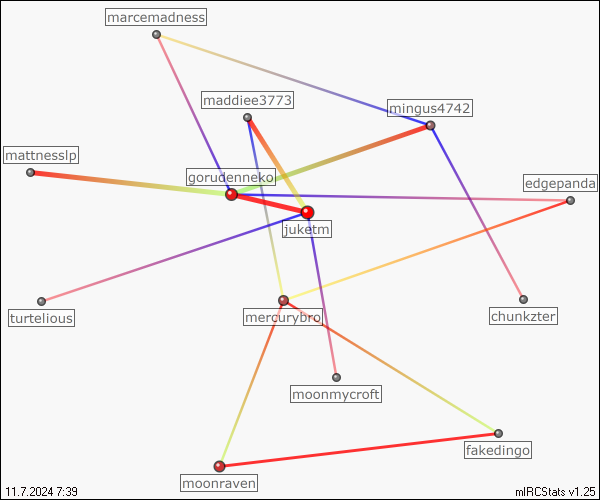 marcemadness
maddiee3773
mingus4742
mattnesslp
gorudenneko
edgepanda
juketm
turtelious
mercurybro
chunkzter
moonmycroft
fakedingo
moonraven
11.7.2024 7:39
mIRCStats v1.25